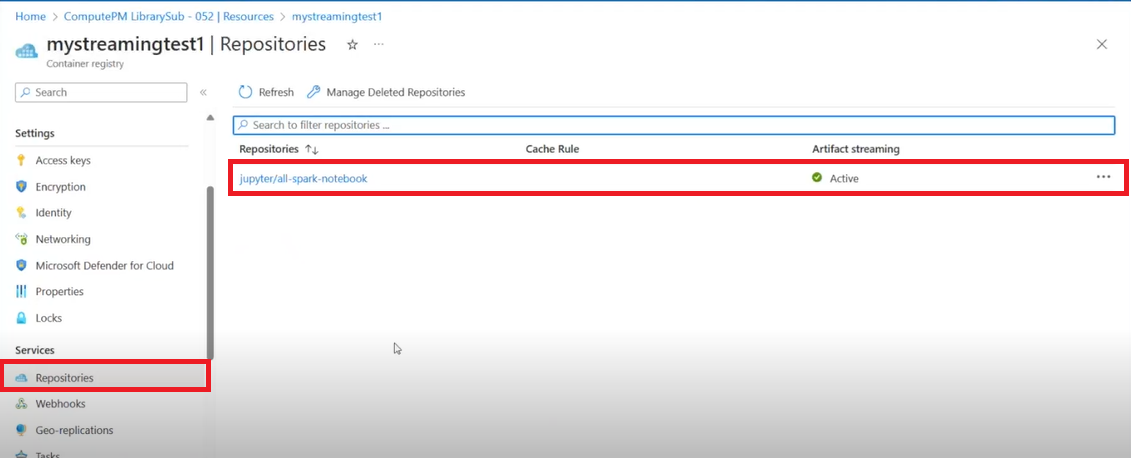 Home > ComputePM LibrarySub - 052 | Resources > mystreamingtest1
mystreamingtest1 | Repositories
Container registry
Search
Refresh Manage Deleted Repositories
Search to filter repositories ...
Repositories Cache Rule Artifact streaming
jupyter/all-spark-notebook Active
Settings
Access keys
Encryption
Identity
Networking
Microsoft Defender for Cloud
Properties
Locks
Services
Repositories
Webhooks
Geo-replications
Tasks